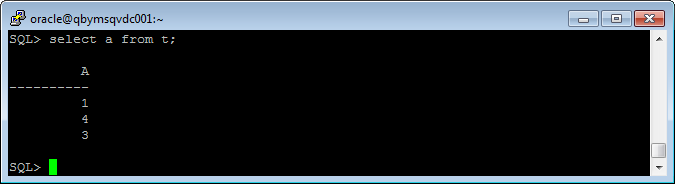 oracle@qbymsqvdc001:~
SQL> select a from t;
A
----------
1
4
3
SQL>